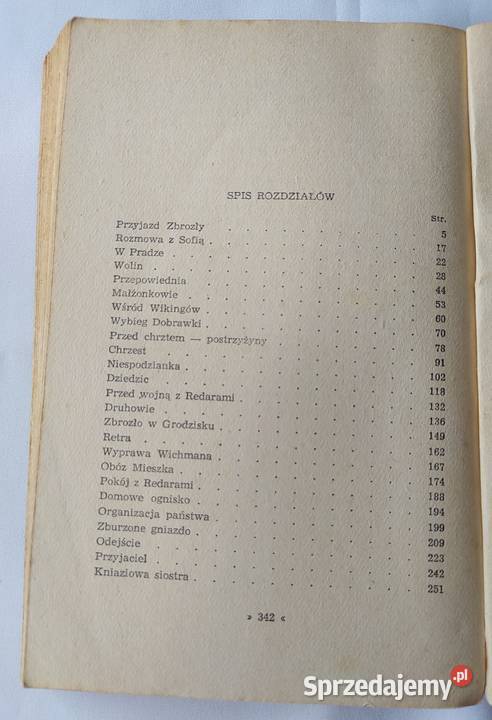 SPIS ROZDZIAŁÓW
Str.
Przyjazd Zbrozły . . . . . . . 5
Rozmowa z Sofią . . . . . . . 17
W Pradze . . . . . . . 22
Wolin . . . . . . . 28
Przepowiednia . . . . . . . 44
Małżonkowie . . . . . . . 53
Wśród Wikingów . . . . . . . 60
Wybieg Dobrawki . . . . . . . 70
Przed chrztem — postrzyżyny . . . . . 78
Chrzest . . . . . . . 91
Niespodzianka . . . . . . . 102
Dziedzic . . . . . . . 118
Przed wojną z Redarami . . . . . . 132
Druhowie . . . . . . . 136
Zbrozło w Grodzisku . . . . . . . 149
Retra . . . . . . . 162
Wyprawa Wichmana . . . . . . . 167
Obóz Mieszka . . . . . . . 174
Pokój z Redarami . . . . . . . 188
Domowe ognisko . . . . . . . 194
Organizacja państwa . . . . . . . 199
Zburzone gniazdo . . . . . . . 209
Odejście . . . . . . . 223
Przyjaciel . . . . . . . 242
Kniaziowa siostra . . . . . . . 251
» 342 «
Sprzedajemy.pl